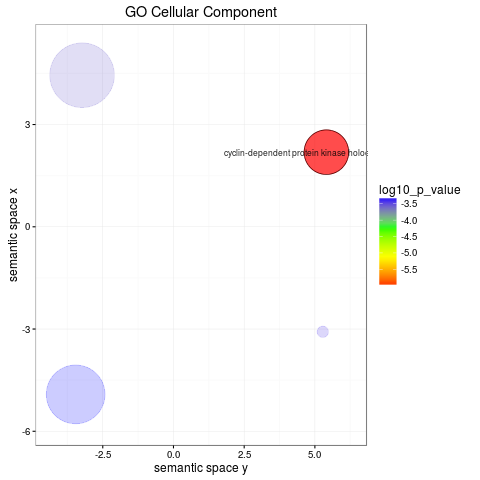 GO Cellular Component
3
0
-3
-6
semantic space x
cyclin-dependent protein kinase holoe
-2.5
0.0
2.5
5.0
semantic space y
log10_p_value
-3.5
-4.0
-4.5
-5.0
-5.5